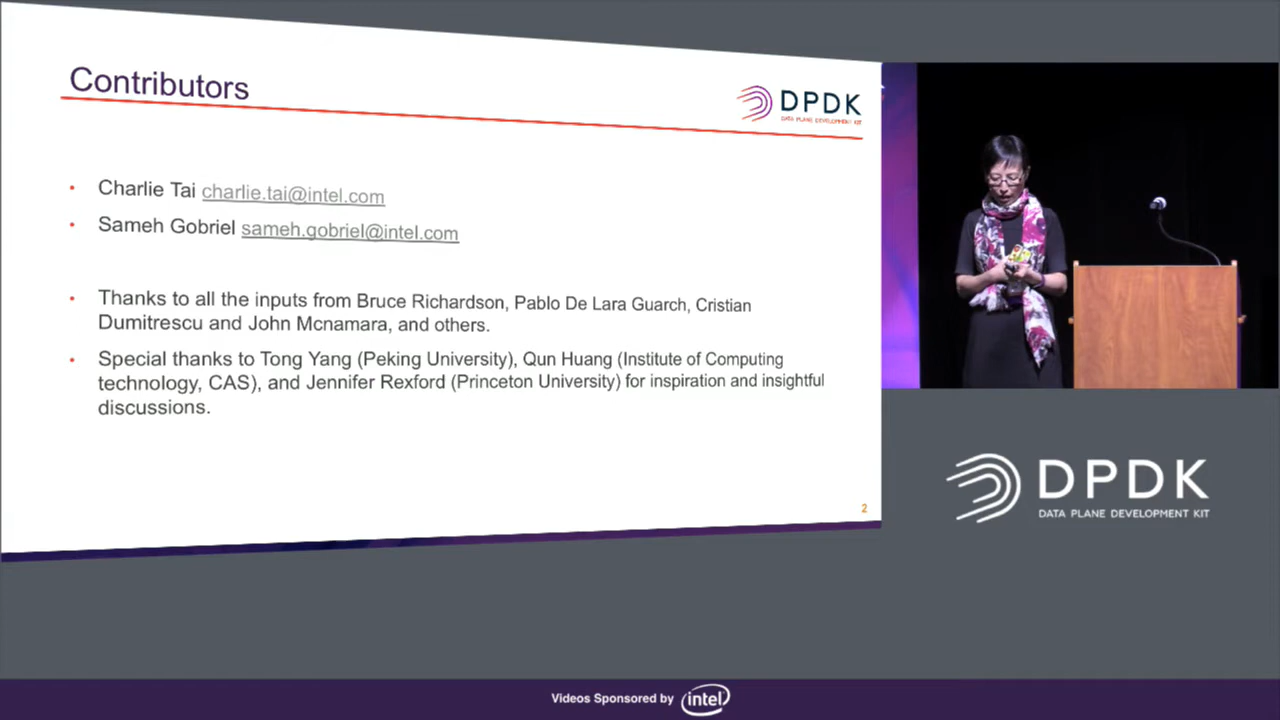 Contributors
DPDK
DATA PLANE DEVELOPMENT KIT
• Charlie Tai charlie.tai@intel.com
• Sameh Gobriel sameh.gobriel@intel.com
• Thanks to all the inputs from Bruce Richardson, Pablo De Lara Guarch, Cristian
Dumitrescu and John Mcnamara, and others.
• Special thanks to Tong Yang (Peking University), Qun Huang (Institute of Computing
technology, CAS), and Jennifer Rexford (Princeton University) for inspiration and insightful
discussions.
2
DPDK
DATA PLANE DEVELOPMENT KIT
Videos Sponsored by intel